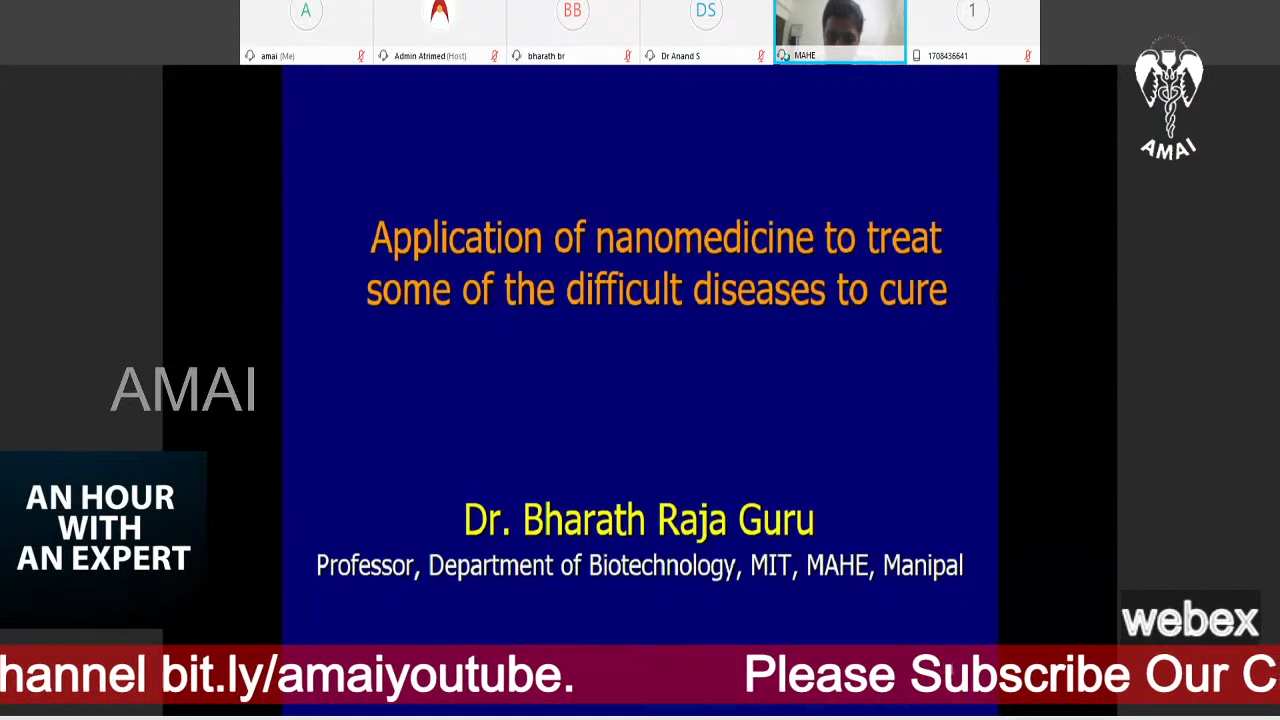 A
BB
DS
1
amai (Me)
Admin Atrimed (Host)
bharath br
Dr Anand S
MAHE
1708436641
AMAI
Application of nanomedicine to treat
some of the difficult diseases to cure
AMAI
AN HOUR
WITH
AN EXPERT
Dr. Bharath Raja Guru
Professor, Department of Biotechnology, MIT, MAHE, Manipal
webex
hannel bit.ly/amaiyoutube. Please Subscribe Our C